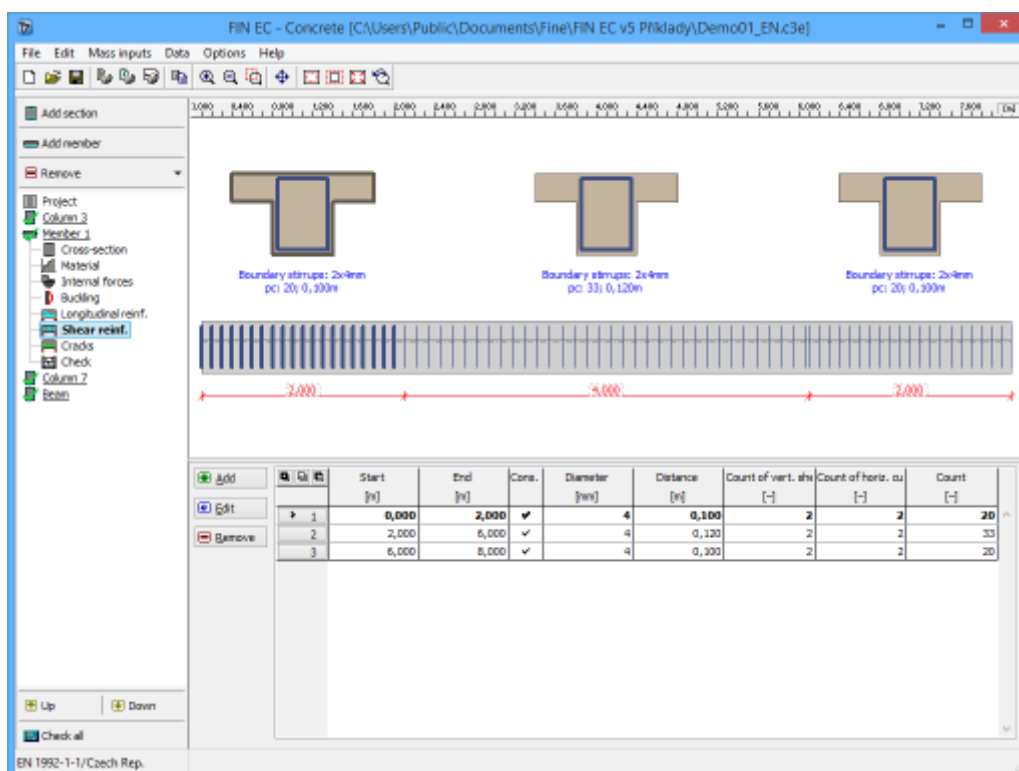 FIN EC - Concrete [C:\Users\Public\Documents\Fine\FIN EC v5 Příklady\Demo01_EN.c3e]
File Edit Mass inputs Data Options Help
Add section
Add member
Remove
Project
Column 3
Member 1
Cross-section
Material
Internal forces
Buckling
Longitudinal reinf.
Shear reinf.
Cracks
Check
Column 7
Beam
Boundary stirrups: 2x4mm
pc: 20; 0,100m
Boundary stirrups: 2x4mm
pc: 33; 0,120m
Boundary stirrups: 2x4mm
pc: 20; 0,100m
2,000 4,000 2,000
Add
Edit
Remove
Start End Cons. Diameter Distance Count of vert. she Count of horiz. cu Count
[m] [m] [mm] [m] [-] [-] [-]
1 0,000 2,000 ✔ 4 0,100 2 2 20
2 2,000 6,000 ✔ 4 0,120 2 2 33
3 6,000 8,000 ✔ 4 0,100 2 2 20
Up Down
Check all
EN 1992-1-1/Czech Rep.